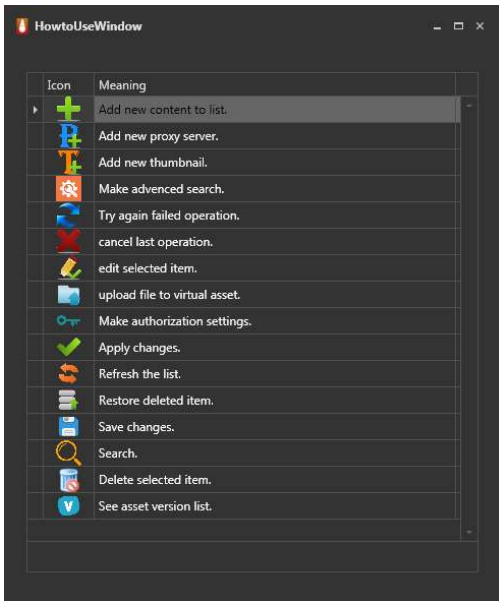 HowtoUseWindow
Icon Meaning
Add new content to list.
Add new proxy server.
Add new thumbnail.
Make advenced search.
Try again failed operation.
cancel last operation.
edit selected item.
upload file to virtual asset.
Make authorization settings.
Apply changes.
Refresh the list.
Restore deleted item.
Save changes.
Search.
Delete selected item.
V See asset version list.